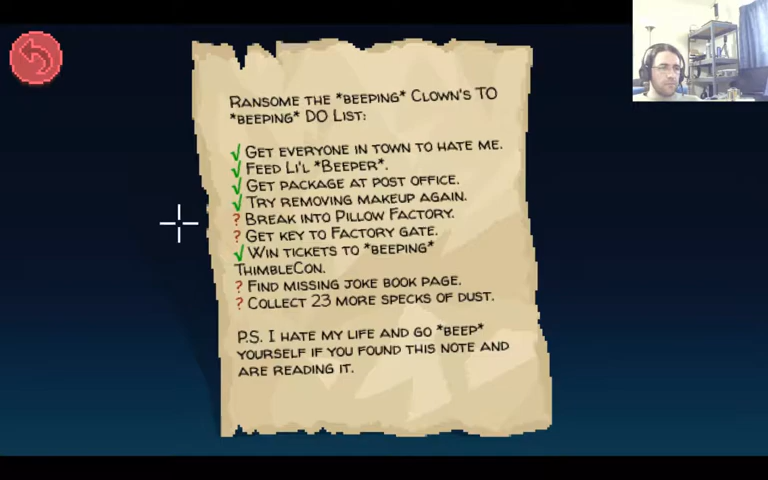 RANSOME THE *BEEPING* CLOWN'S TO
*BEEPING* DO LIST:
√ GET EVERYONE IN TOWN TO HATE ME.
√ FEED LI'L *BEEPER*.
√ GET PACKAGE AT POST OFFICE.
√ TRY REMOVING MAKEUP AGAIN.
? BREAK INTO PILLOW FACTORY.
? GET KEY TO FACTORY GATE.
√ WIN TICKETS TO *BEEPING*
THIMBLECON.
? FIND MISSING JOKE BOOK PAGE.
? COLLECT 23 MORE SPECKS OF DUST.
P.S. I HATE MY LIFE AND GO *BEEP*
YOURSELF IF YOU FOUND THIS NOTE AND
ARE READING IT.